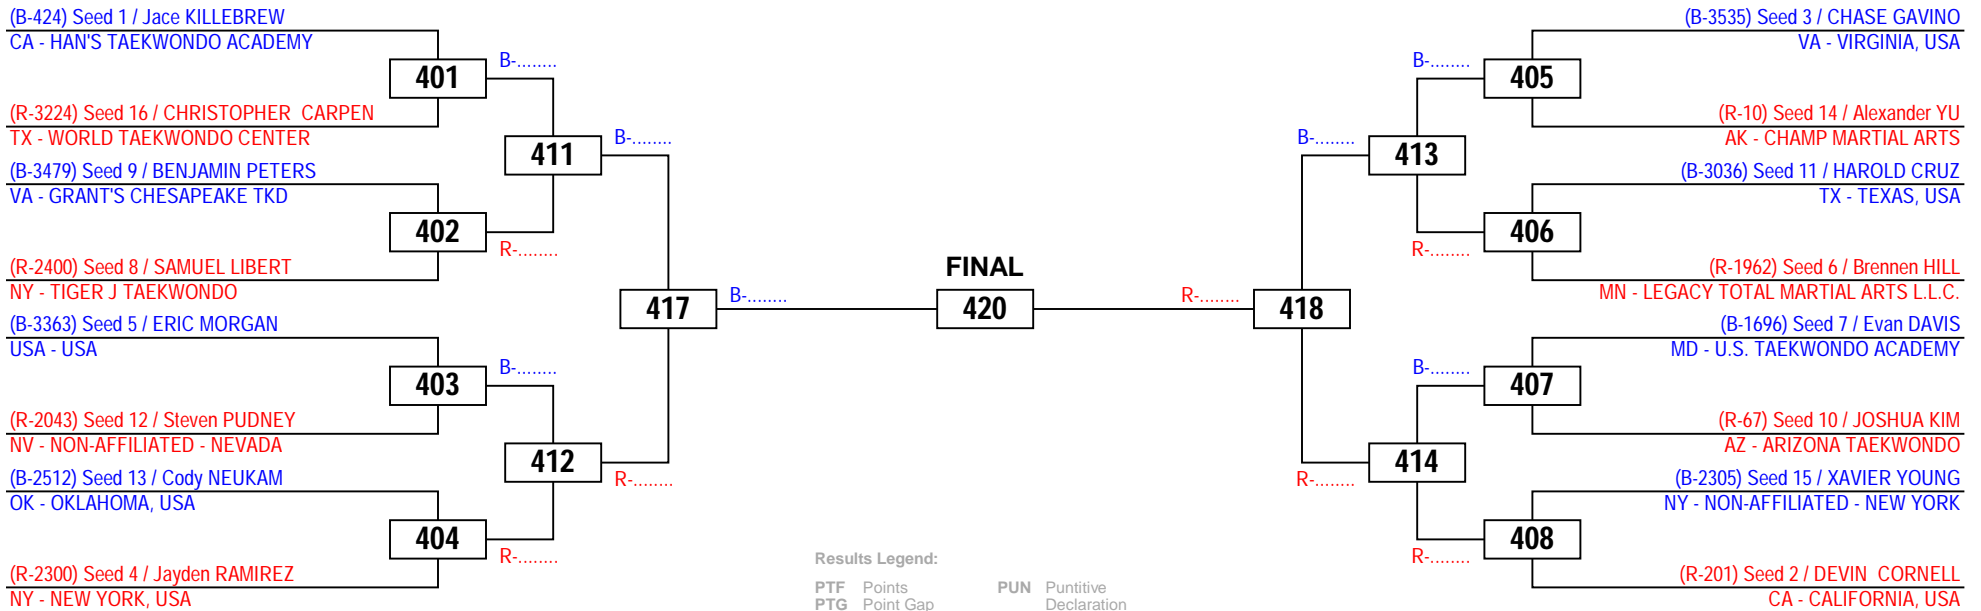 (B-424) Seed 1 / Jace KILLEBREW
CA - HAN'S TAEKWONDO ACADEMY
401
B-........
(R-3224) Seed 16 / CHRISTOPHER  CARPEN
TX - WORLD TAEKWONDO CENTER
411
B-........
(B-3479) Seed 9 / BENJAMIN PETERS
VA - GRANT'S CHESAPEAKE TKD
402
R-........
(R-2400) Seed 8 / SAMUEL LIBERT
NY - TIGER J TAEKWONDO
417
B-........
(B-3363) Seed 5 / ERIC MORGAN
USA - USA
403
B-........
(R-2043) Seed 12 / Steven PUDNEY
NV - NON-AFFILIATED - NEVADA
412
R-........
(B-2512) Seed 13 / Cody NEUKAM
OK - OKLAHOMA, USA
404
R-........
(R-2300) Seed 4 / Jayden RAMIREZ
NY - NEW YORK, USA
FINAL
420
(B-3535) Seed 3 / CHASE GAVINO
VA - VIRGINIA, USA
B-........
405
(R-10) Seed 14 / Alexander YU
AK - CHAMP MARTIAL ARTS
B-........
413
(B-3036) Seed 11 / HAROLD CRUZ
TX - TEXAS, USA
406
R-........
(R-1962) Seed 6 / Brennen HILL
MN - LEGACY TOTAL MARTIAL ARTS L.L.C.
R-........
418
(B-1696) Seed 7 / Evan DAVIS
MD - U.S. TAEKWONDO ACADEMY
B-........
407
(R-67) Seed 10 / JOSHUA KIM
AZ - ARIZONA TAEKWONDO
414
R-........
(B-2305) Seed 15 / XAVIER YOUNG
NY - NON-AFFILIATED - NEW YORK
408
R-........
(R-201) Seed 2 / DEVIN  CORNELL
CA - CALIFORNIA, USA
Results Legend:
PTF Points
PTG Point Gap
PUN Puntitive
Declaration